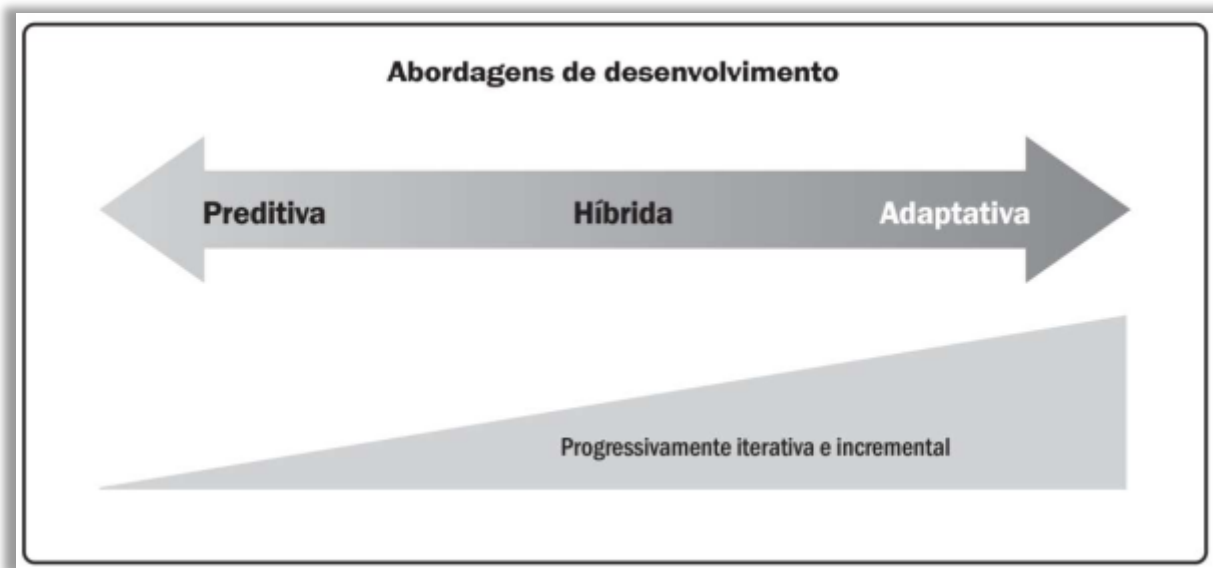 Abordagens de desenvolvimento
Preditiva Híbrida Adaptativa
Progressivamente iterativa e incremental